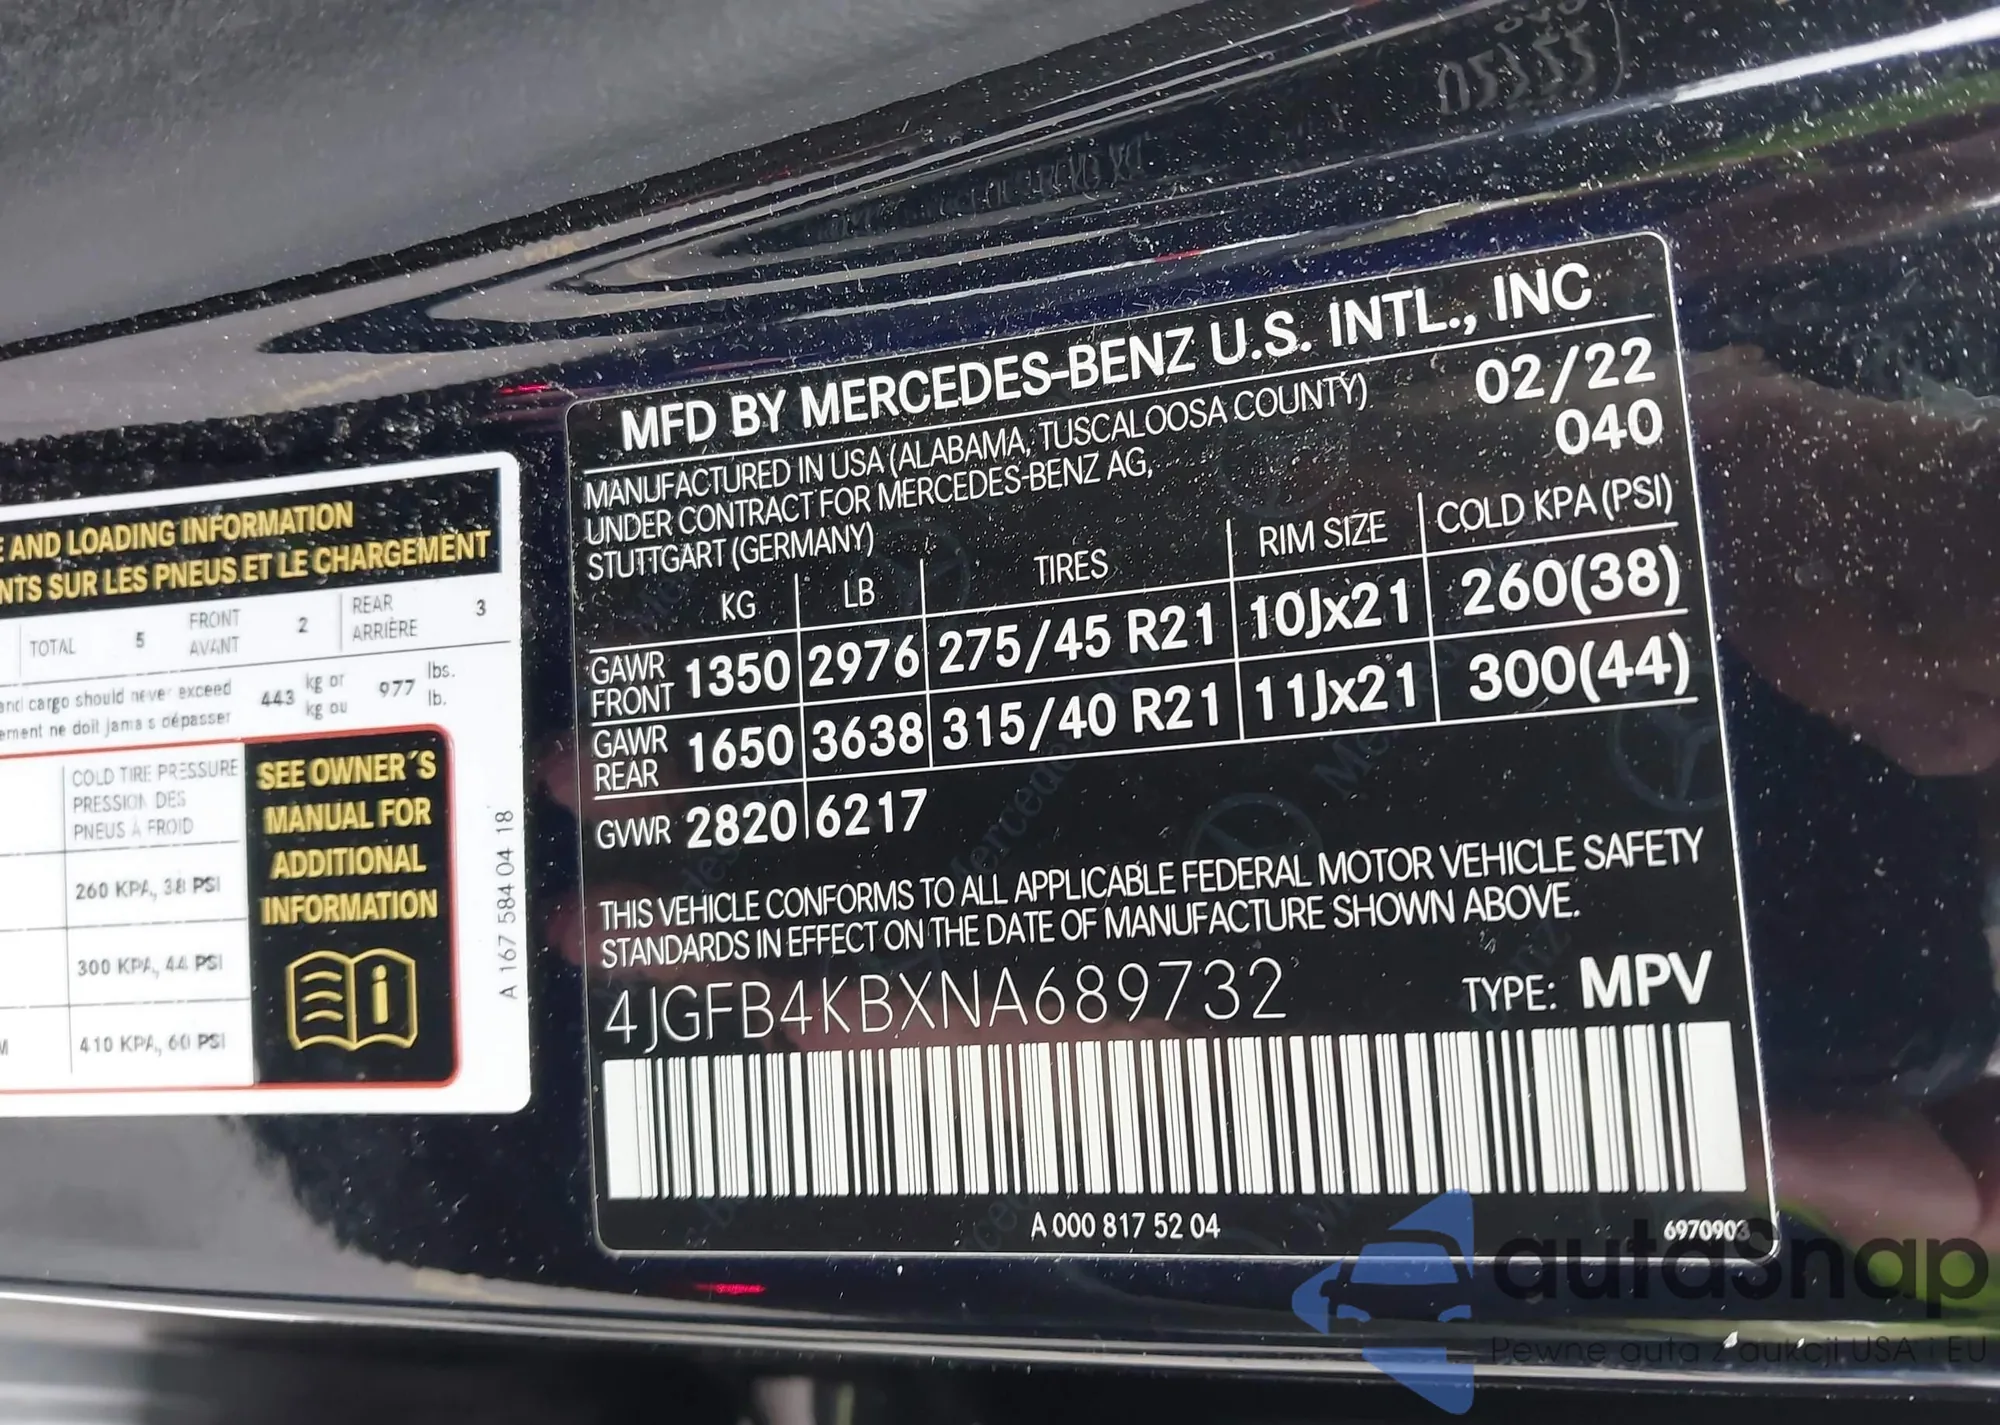 MFD BY MERCEDES-BENZ U.S. INTL., INC
MANUFACTURED IN USA (ALABAMA, TUSCALOOSA COUNTY) 02/22
UNDER CONTRACT FOR MERCEDES-BENZ AG, 040
STUTTGART (GERMANY)
KG LB TIRES RIM SIZE COLD KPA (PSI)
GAWR FRONT 1350 2976 275/45 R21 10Jx21 260(38)
GAWR REAR 1650 3638 315/40 R21 11Jx21 300(44)
GVWR 2820 6217
THIS VEHICLE CONFORMS TO ALL APPLICABLE FEDERAL MOTOR VEHICLE SAFETY
STANDARDS IN EFFECT ON THE DATE OF MANUFACTURE SHOWN ABOVE.
4JGFB4KBXNA689732 TYPE: MPV
A 000 817 52 04 6970903
AND LOADING INFORMATION
SUR LES PNEUS ET LE CHARGEMENT
TOTAL 5 FRONT AVANT 2 REAR ARRIÈRE 3
and cargo should never exceed 443 kg or 977 lbs.
ne doit jamais dépasser kg ou lb.
COLD TIRE PRESSURE
PRESSION DES
PNEUS À FROID
260 KPA, 38 PSI
300 KPA, 44 PSI
410 KPA, 60 PSI
SEE OWNER´S
MANUAL FOR
ADDITIONAL
INFORMATION
A 167 584 04 18
autaSnap
Pewne auta z aukcji USA i EU